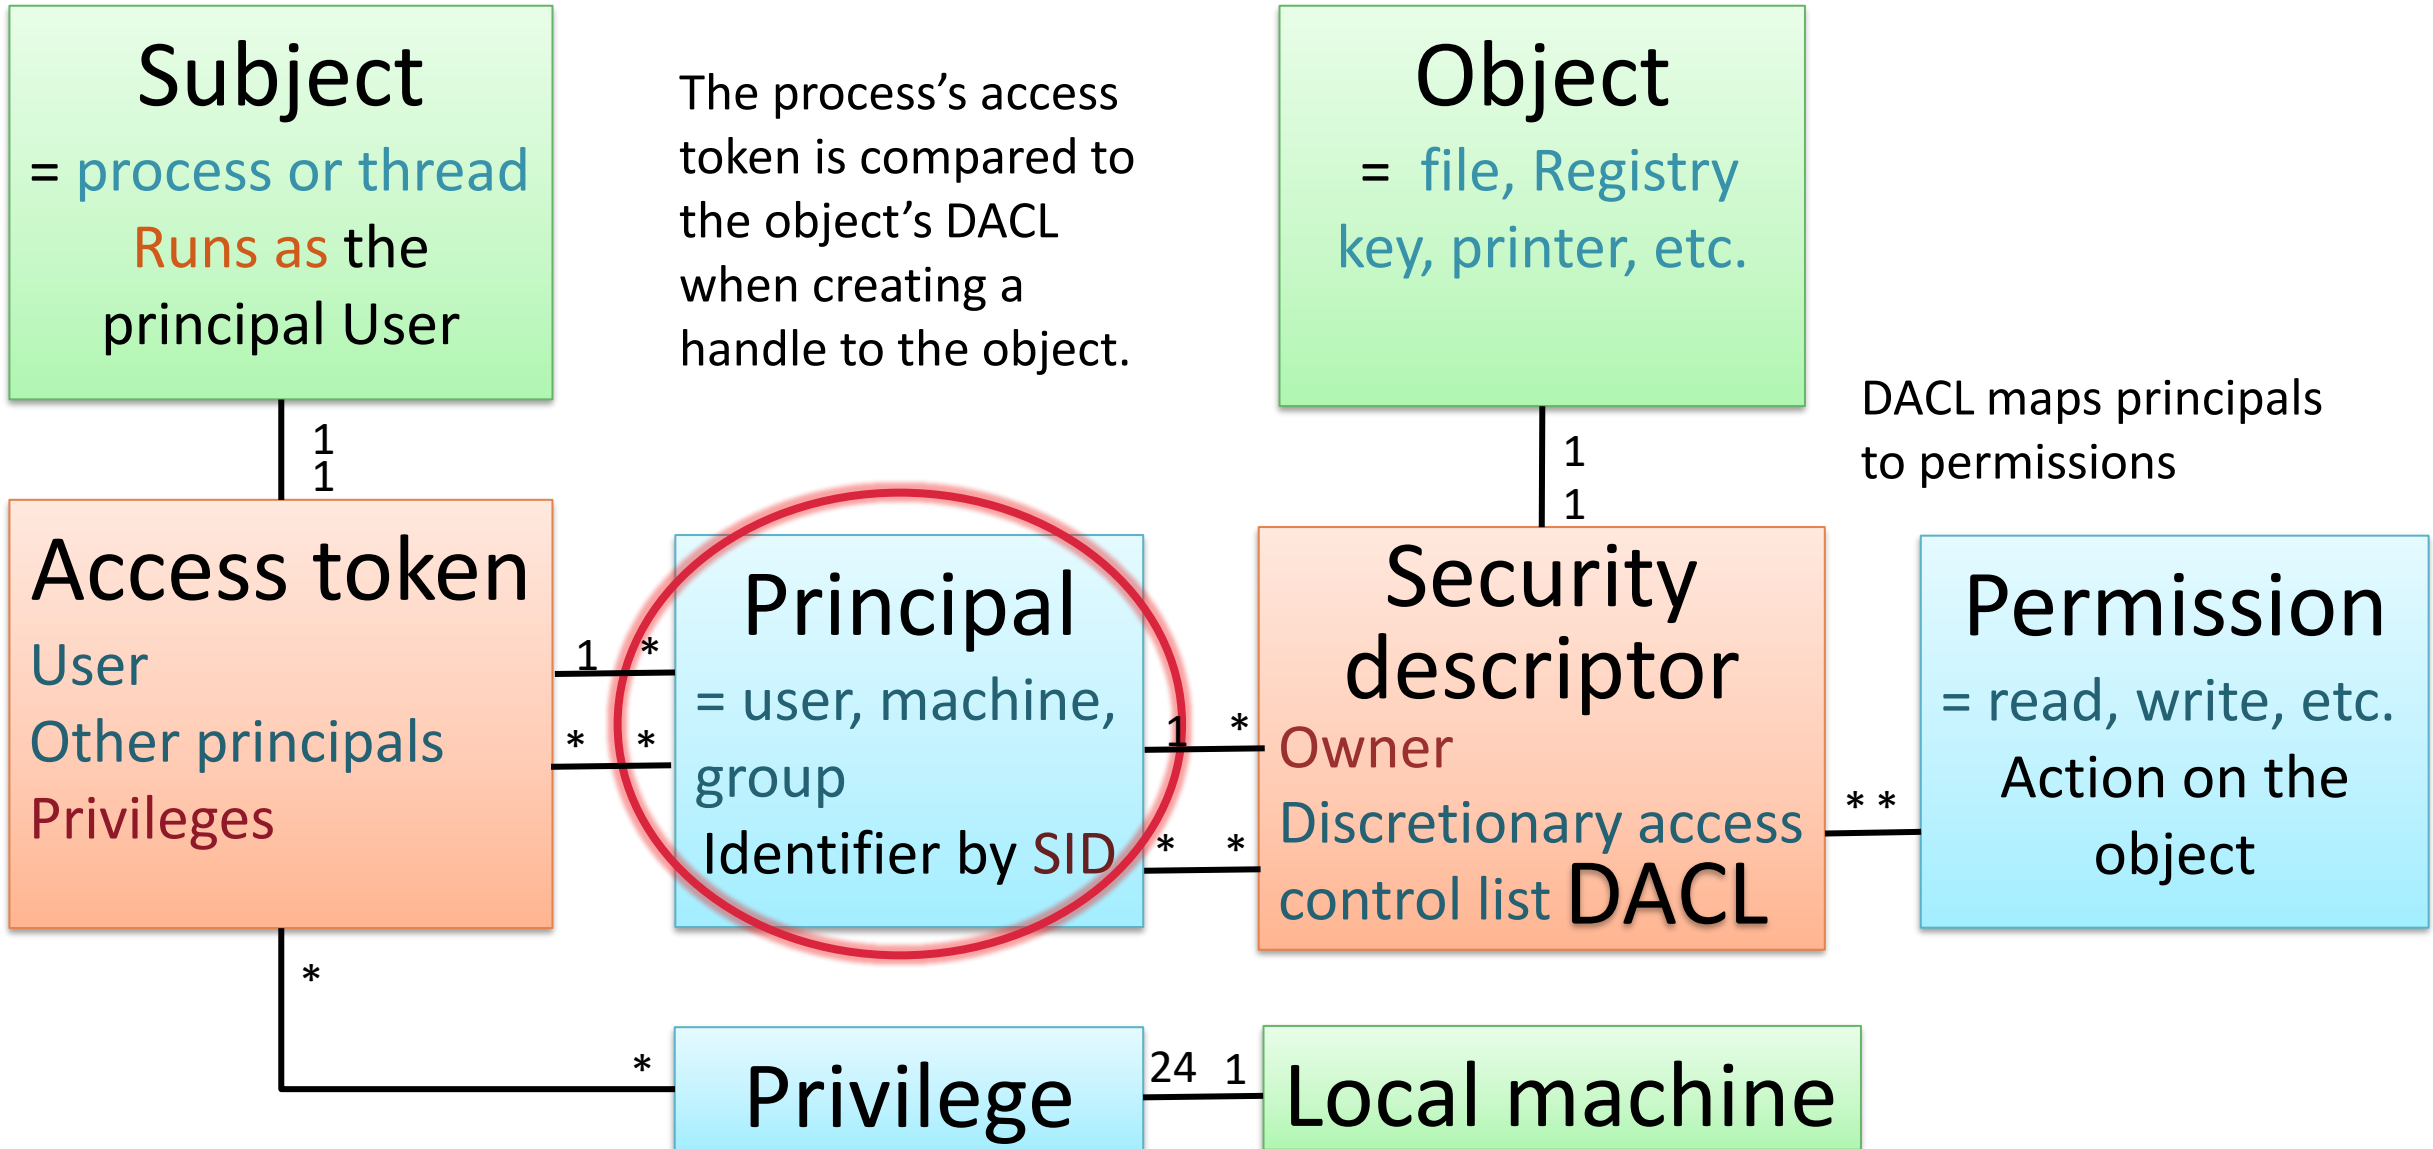 Subject
= process or thread
Runs as the
principal User
The process’s access
token is compared to
the object’s DACL
when creating a
handle to the object.
Object
= file, Registry
key, printer, etc.
DACL maps principals
to permissions
1
1
1
1
Access token
User
Other principals
Privileges
1 *
* *
Principal
= user, machine,
group
Identifier by SID
1 *
* *
Security
descriptor
Owner
Discretionary access
control list DACL
* *
Permission
= read, write, etc.
Action on the
object
*
*
Privilege
24 1
Local machine